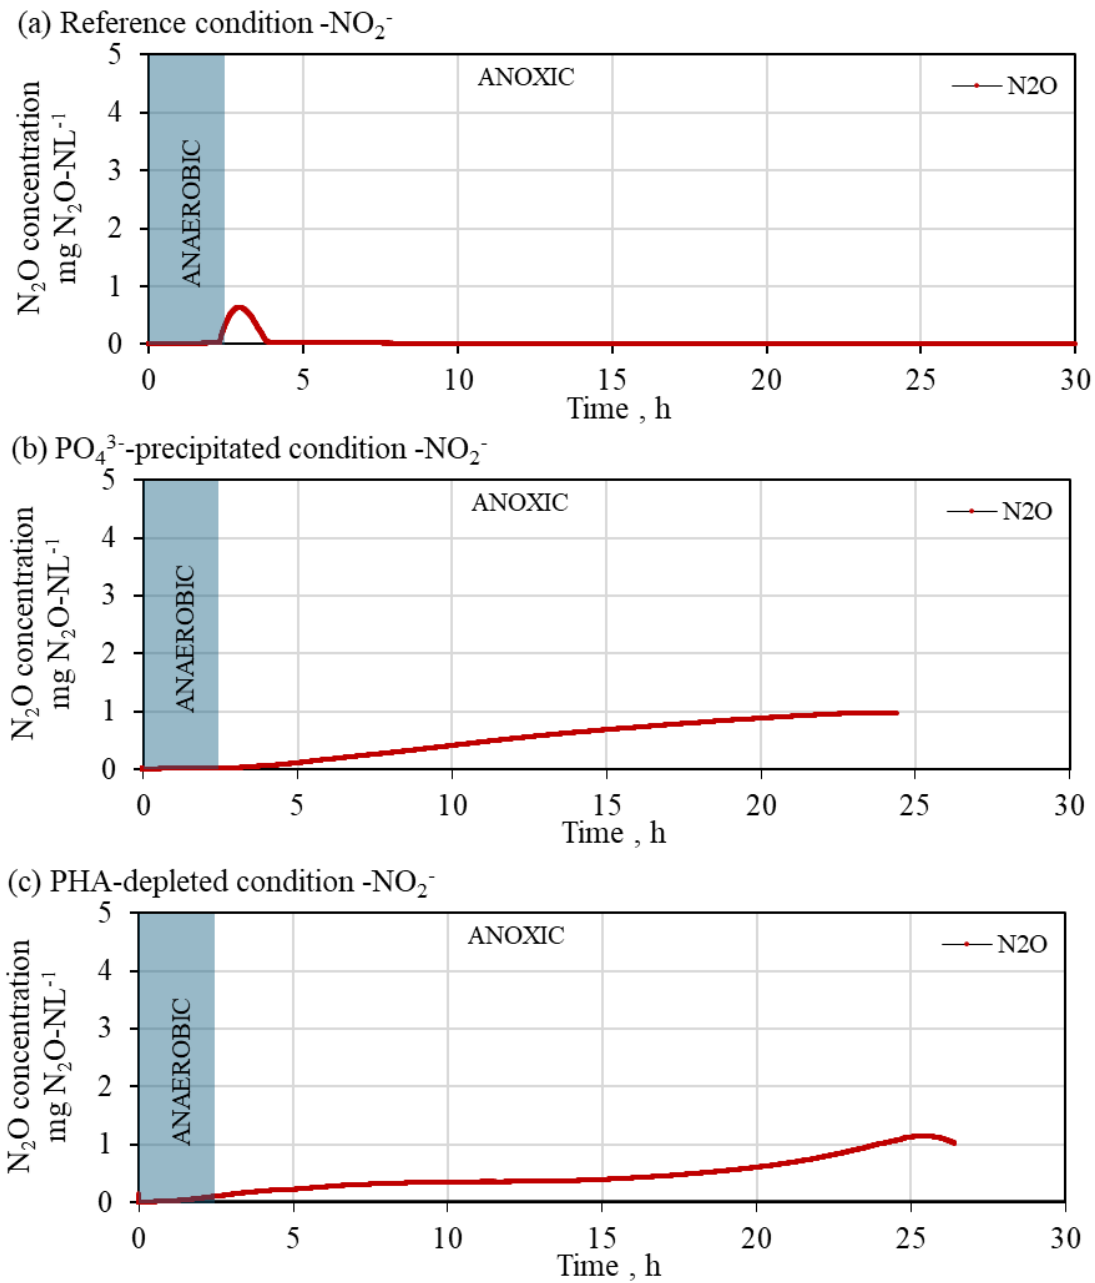 (a) Reference condition -NO₂⁻
N₂O concentration
mg N₂O-NL⁻¹
5
4
3
2
1
0
ANAEROBIC
ANOXIC
N2O
0 5 10 15 20 25 30
Time , h
(b) PO₄³⁻-precipitated condition -NO₂⁻
N₂O concentration
mg N₂O-NL⁻¹
5
4
3
2
1
0
ANAEROBIC
ANOXIC
N2O
0 5 10 15 20 25 30
Time , h
(c) PHA-depleted condition -NO₂⁻
N₂O concentration
mg N₂O-NL⁻¹
5
4
3
2
1
0
ANAEROBIC
ANOXIC
N2O
0 5 10 15 20 25 30
Time , h